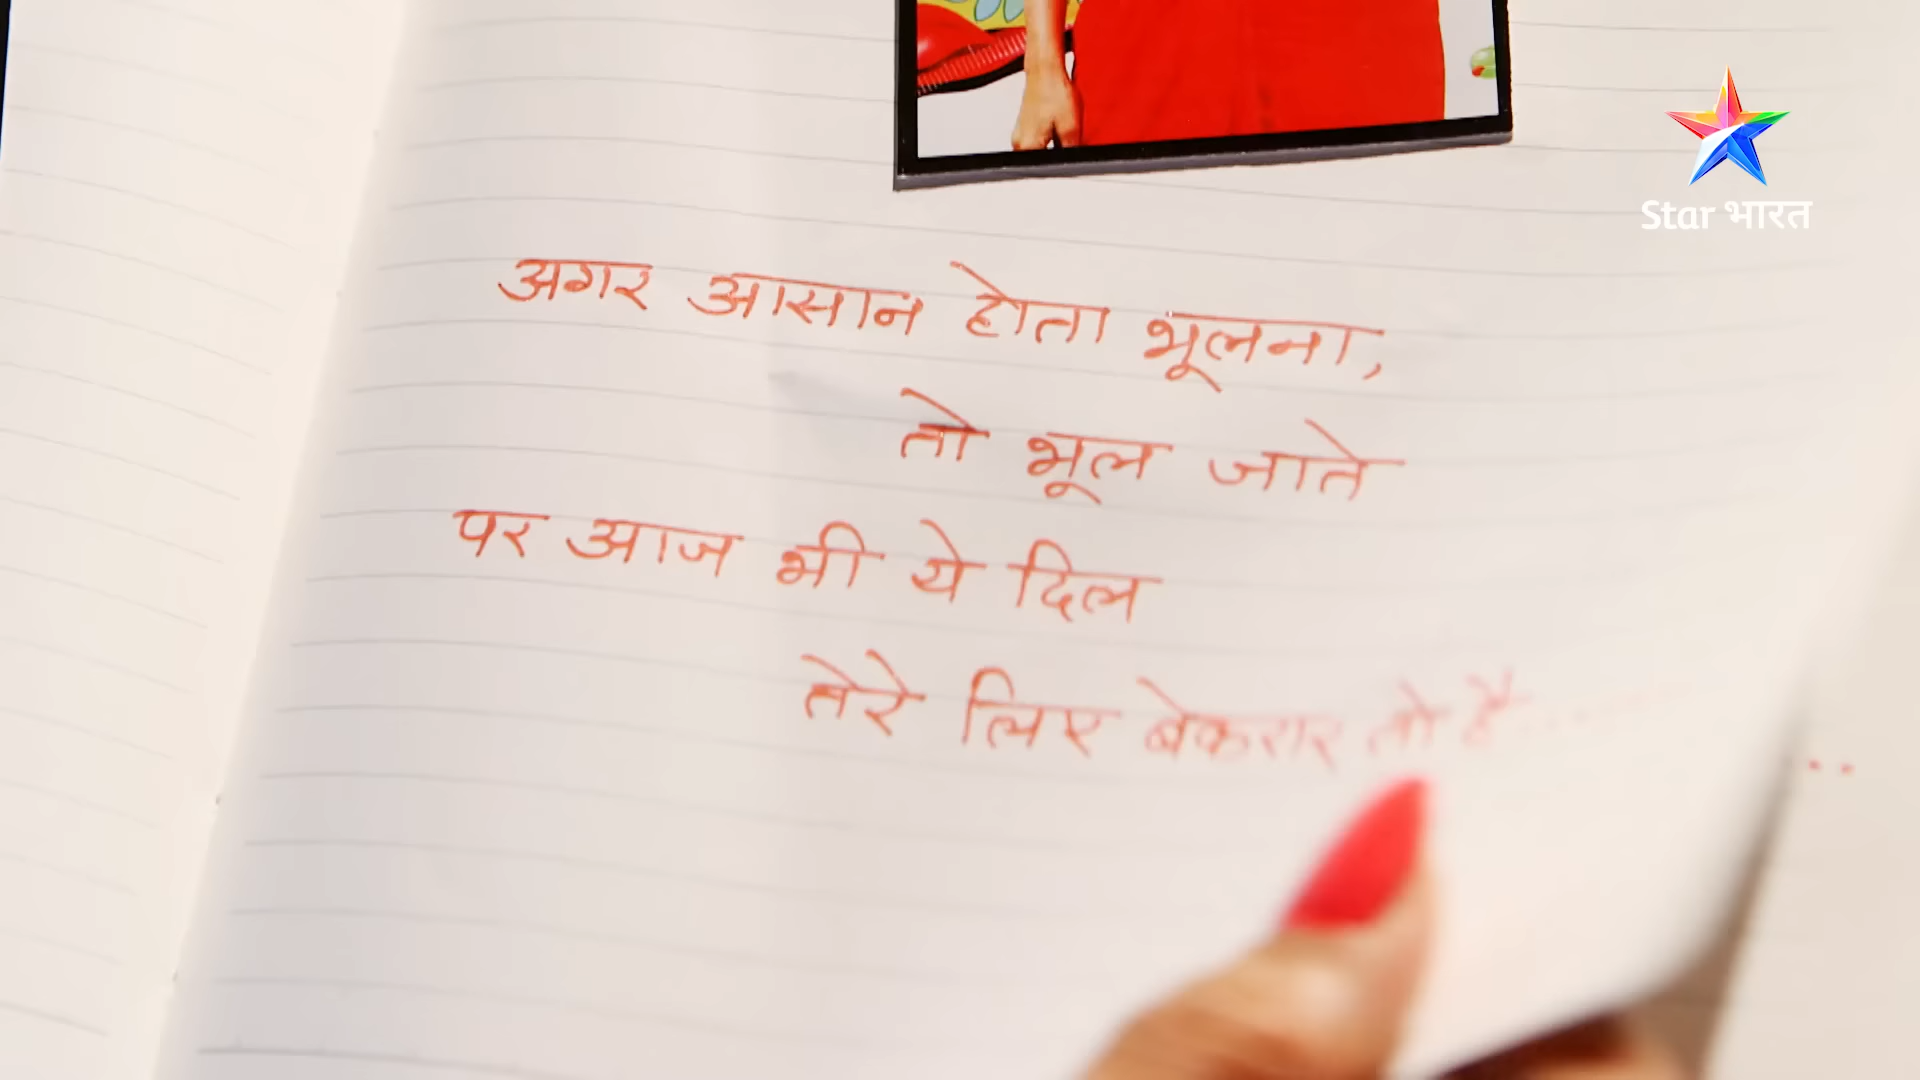 Star भारत
अगर आसान होता भूलना,
तो भूल जाते
पर आज भी ये दिल
तेरे लिए बेकरार तो है......